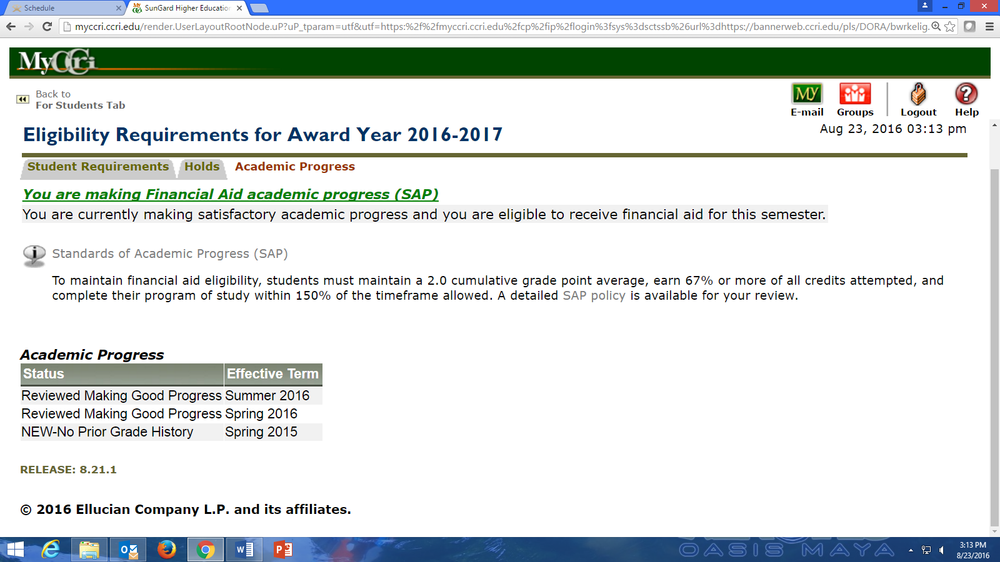 Schedule
SunGard Higher Education
myccri.ccri.edu/render.UserLayoutRootNode.uP?uP_tparam=utf&utf=https:%2f%2fmyccri.ccri.edu%2fcp%2fip%2flogin%3fsys%3dsctssb%26url%3dhttps://bannerweb.ccri.edu/pls/DORA/bwrkelig.
MyCCRI
Back to
For Students Tab
MY
E-mail
Groups
Logout
Help
Aug 23, 2016 03:13 pm
Eligibility Requirements for Award Year 2016-2017
Student Requirements
Holds
Academic Progress
You are making Financial Aid academic progress (SAP)
You are currently making satisfactory academic progress and you are eligible to receive financial aid for this semester.
Standards of Academic Progress (SAP)
To maintain financial aid eligibility, students must maintain a 2.0 cumulative grade point average, earn 67% or more of all credits attempted, and
complete their program of study within 150% of the timeframe allowed. A detailed SAP policy is available for your review.
Academic Progress
Status Effective Term
Reviewed Making Good Progress Summer 2016
Reviewed Making Good Progress Spring 2016
NEW-No Prior Grade History Spring 2015
RELEASE: 8.21.1
© 2016 Ellucian Company L.P. and its affiliates.
OASIS MAYA
3:13 PM
8/23/2016